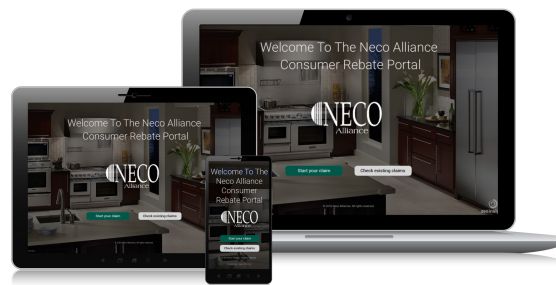 Welcome To The Neco Alliance
Consumer Rebate Portal
NECO
Alliance
Start your claim
Check existing claims
Welcome To The Neco Alliance
Consumer Rebate Portal
NECO
Alliance
Start your claim
Check existing claims
Welcome To The
Neco Alliance
Consumer
Rebate Portal
NECO
Alliance
Start your claim
Check existing claims